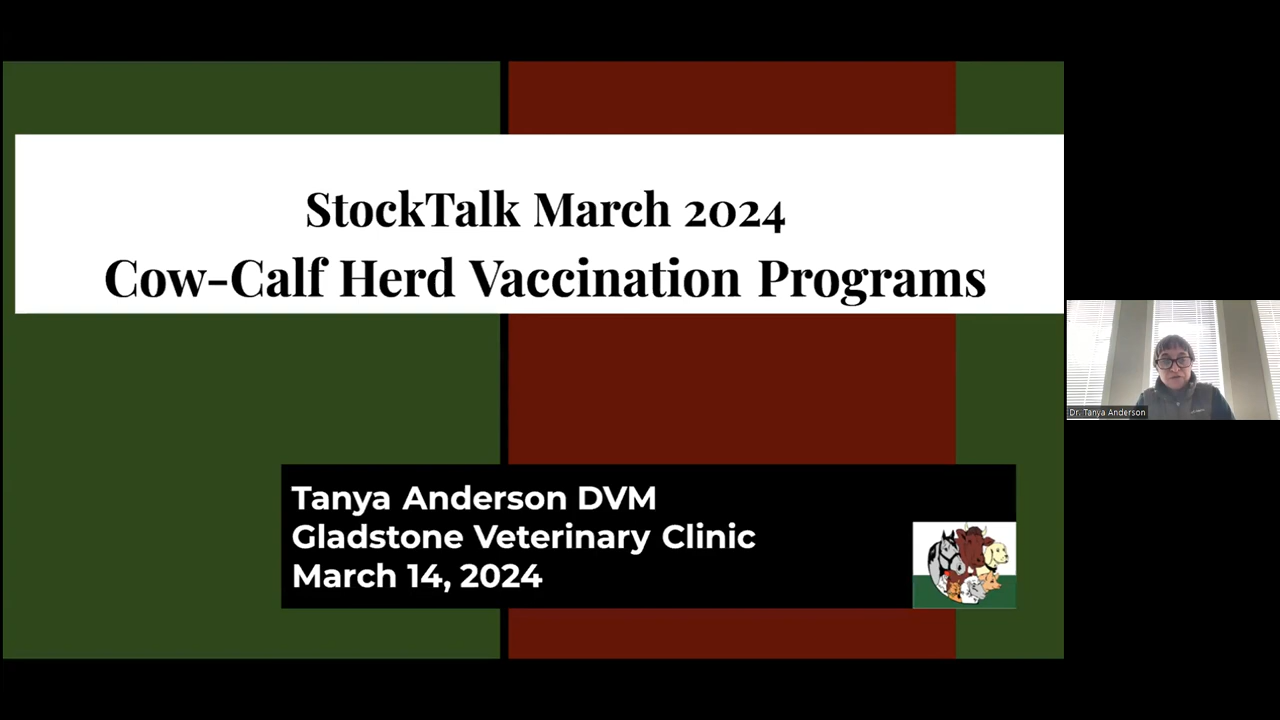 StockTalk March 2024
Cow-Calf Herd Vaccination Programs
Tanya Anderson DVM
Gladstone Veterinary Clinic
March 14, 2024
Dr. Tanya Anderson